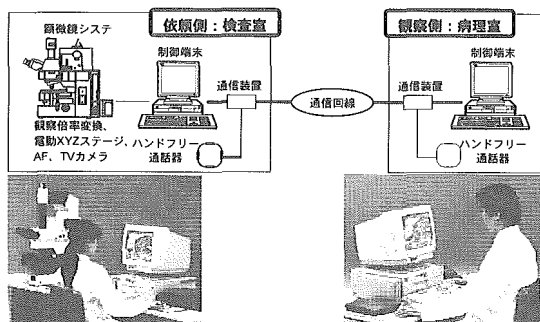 依頼側：検査室
顕微鏡システ
制御端末
通信装置
観察倍率変換、
電動XYZステージ、
AF、TVカメラ
ハンドフリー
通話器
通信回線
観察側：病理室
制御端末
通信装置
ハンドフリー
通話器